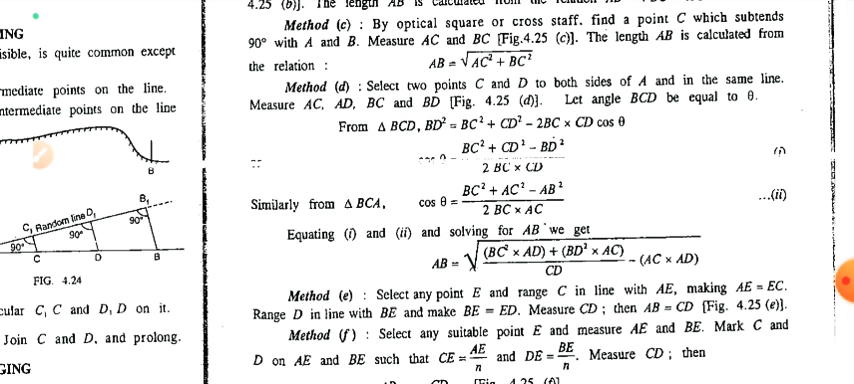 ING
isible, is quite common except
rmediate points on the line.
ntermediate points on the line
B
C₁ Random line D₁
B₁
90°
90°
90°
C
D
B
FIG. 4.24
cular C, C and D, D on it.
Join C and D, and prolong.
GING
4.25 (b)]. The length AB is calculated from the relation
Method (c) : By optical square or cross staff. find a point C which subtends
90° with A and B. Measure AC and BC [Fig.4.25 (c)]. The length AB is calculated from
the relation : AB = √AC² + BC²
Method (d) : Select two points C and D to both sides of A and in the same line.
Measure AC, AD, BC and BD [Fig. 4.25 (d)]. Let angle BCD be equal to θ.
From Δ BCD, BD² = BC² + CD² − 2BC × CD cos θ
BC² + CD² − BD²
2 BC × CD
(i)
Similarly from Δ BCA, cos θ = BC² + AC² − AB²
2 BC × AC
...(ii)
Equating (i) and (ii) and solving for AB we get
AB = √(BC² × AD) + (BD² × AC)
CD
− (AC × AD)
Method (e) : Select any point E and range C in line with AE, making AE = EC.
Range D in line with BE and make BE = ED. Measure CD ; then AB = CD [Fig. 4.25 (e)].
Method (f) : Select any suitable point E and measure AE and BE. Mark C and
D on AE and BE such that CE = AE/n and DE = BE/n. Measure CD ; then